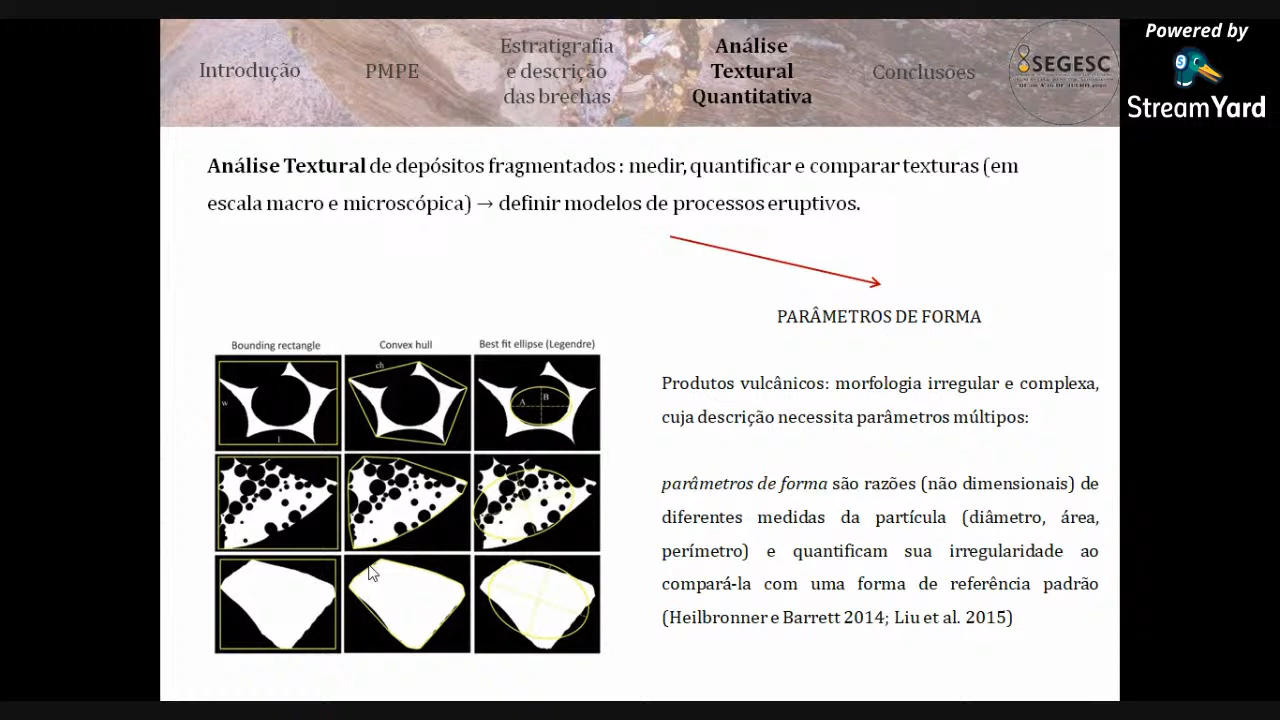 Introdução
PMPE
Estratigrafia
e descrição
das brechas
Análise
Textural
Quantitativa
Conclusões
SEGESC
Powered by
StreamYard
Análise Textural de depósitos fragmentados : medir, quantificar e comparar texturas (em
escala macro e microscópica) → definir modelos de processos eruptivos.
PARÂMETROS DE FORMA
Bounding rectangle
Convex hull
Best fit ellipse (Legendre)
w
l
ch
A
B
Produtos vulcânicos: morfologia irregular e complexa,
cuja descrição necessita parâmetros múltipos:
parâmetros de forma são razões (não dimensionais) de
diferentes medidas da partícula (diâmetro, área,
perímetro) e quantificam sua irregularidade ao
compará-la com uma forma de referência padrão
(Heilbronner e Barrett 2014; Liu et al. 2015)